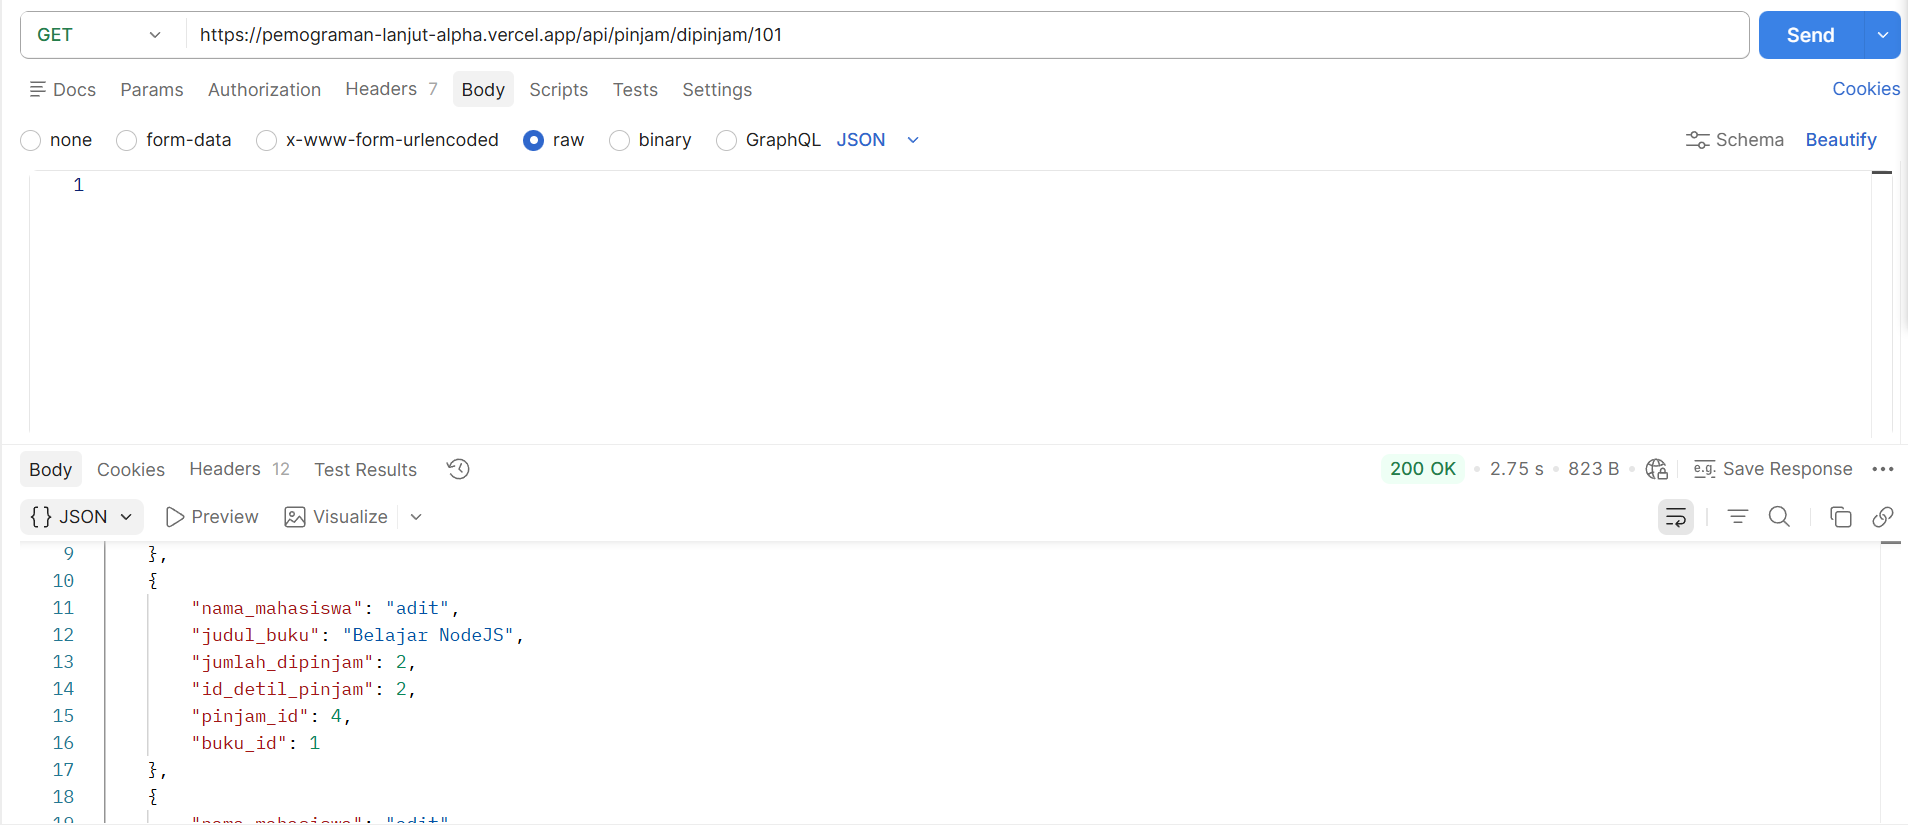 GET https://pemograman-lanjut-alpha.vercel.app/api/pinjam/dipinjam/101 Send
Docs Params Authorization Headers 7 Body Scripts Tests Settings Cookies
none form-data x-www-form-urlencoded raw binary GraphQL JSON Schema Beautify
1
Body Cookies Headers 12 Test Results 200 OK • 2.75 s • 823 B • e.g. Save Response
{} JSON Preview Visualize
9 },
10 {
11 "nama_mahasiswa": "adit",
12 "judul_buku": "Belajar NodeJS",
13 "jumlah_dipinjam": 2,
14 "id_detil_pinjam": 2,
15 "pinjam_id": 4,
16 "buku_id": 1
17 },
18 {
19 "nama_mahasiswa": "adit"